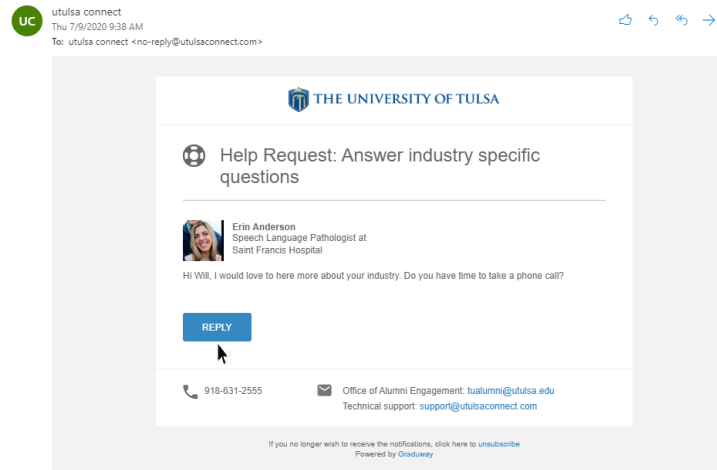 UC
utulsa connect
Thu 7/9/2020 9:38 AM
To: utulsa connect <no-reply@utulsaconnect.com>
THE UNIVERSITY OF TULSA
Help Request: Answer industry specific
questions
Erin Anderson
Speech Language Pathologist at
Saint Francis Hospital
Hi Will, I would love to here more about your industry. Do you have time to take a phone call?
REPLY
918-631-2555
Office of Alumni Engagement: tualumni@utulsa.edu
Technical support: support@utulsaconnect.com
If you no longer wish to receive the notifications, click here to unsubscribe
Powered by Graduway